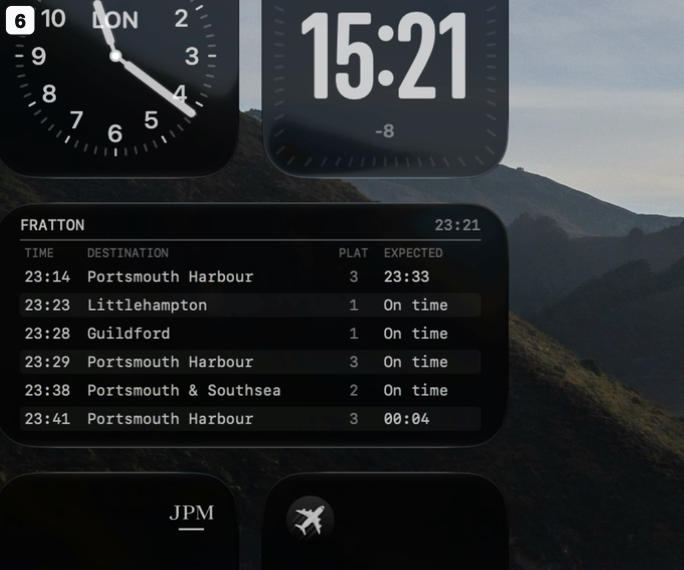 6
LON
10
2
9
3
8
4
7
5
6
15:21
-8
FRATTON 23:21
TIME DESTINATION PLAT EXPECTED
23:14 Portsmouth Harbour 3 23:33
23:23 Littlehampton 1 On time
23:28 Guildford 1 On time
23:29 Portsmouth Harbour 3 On time
23:38 Portsmouth & Southsea 2 On time
23:41 Portsmouth Harbour 3 00:04
JPM